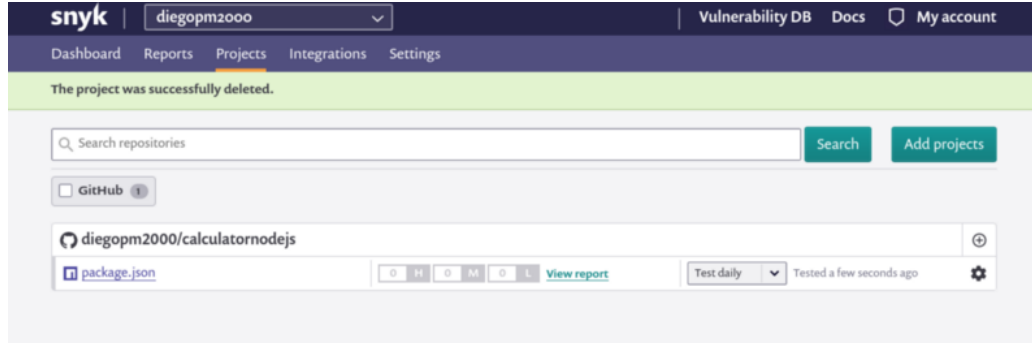 snyk diegopm2000 Vulnerability DB Docs My account
Dashboard Reports Projects Integrations Settings
The project was successfully deleted.
Search repositories Search Add projects
GitHub 1
diegopm2000/calculatornodejs
package.json 0 H 0 M 0 L View report Test daily Tested a few seconds ago